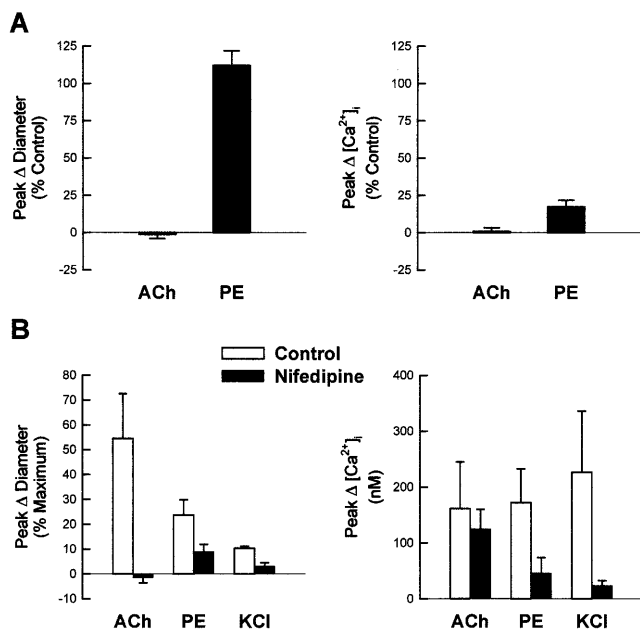 A
125
100
75
50
25
0
-25
Peak Δ Diameter
(% Control)
ACh PE
125
100
75
50
25
0
-25
Peak Δ [Ca²⁺]ᵢ
(% Control)
ACh PE
B
Control
Nifedipine
80
70
60
50
40
30
20
10
0
-10
Peak Δ Diameter
(% Maximum)
ACh PE KCl
400
300
200
100
0
Peak Δ [Ca²⁺]ᵢ
(nM)
ACh PE KCl